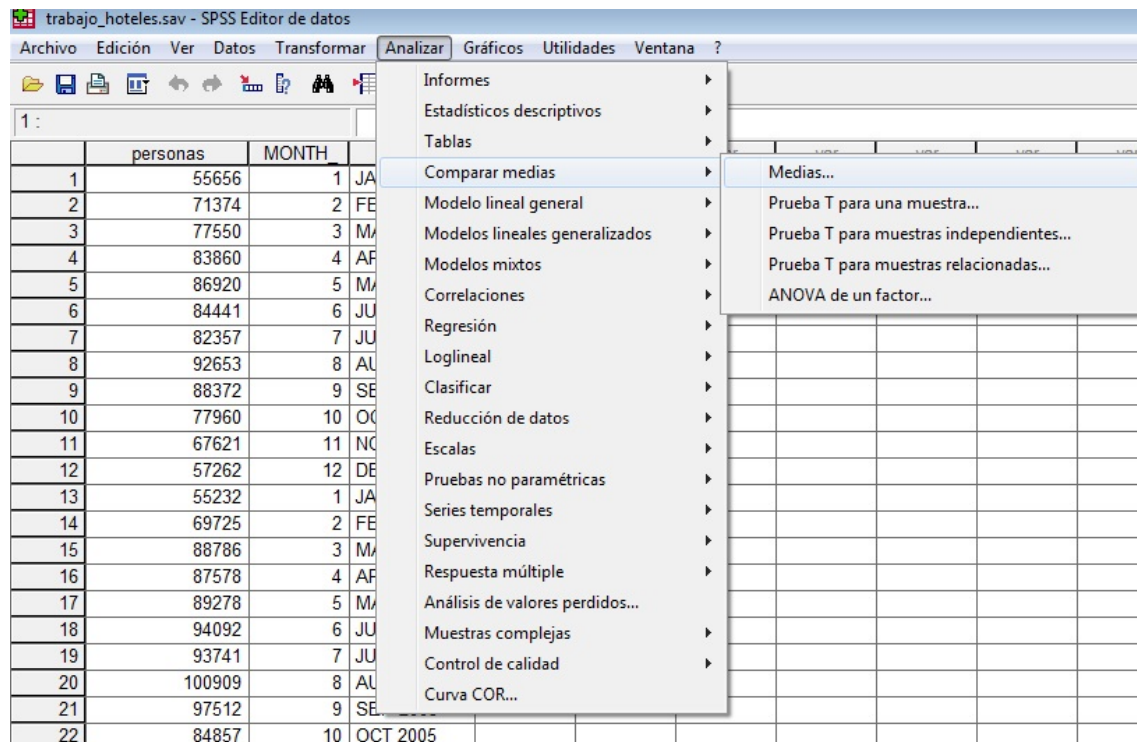 trabajo_hoteles.sav - SPSS Editor de datos
Archivo Edición Ver Datos Transformar Analizar Gráficos Utilidades Ventana ?
1 :
personas MONTH_
1 55656 1 JA
2 71374 2 FE
3 77550 3 MA
4 83860 4 AP
5 86920 5 MA
6 84441 6 JU
7 82357 7 JU
8 92653 8 AU
9 88372 9 SE
10 77960 10 OC
11 67621 11 NO
12 57262 12 DE
13 55232 1 JA
14 69725 2 FE
15 88786 3 MA
16 87578 4 AP
17 89278 5 MA
18 94092 6 JU
19 93741 7 JU
20 100909 8 AU
21 97512 9 SE
22 84857 10 OCT 2005
Informes
Estadísticos descriptivos
Tablas
Comparar medias
Modelo lineal general
Modelos lineales generalizados
Modelos mixtos
Correlaciones
Regresión
Loglineal
Clasificar
Reducción de datos
Escalas
Pruebas no paramétricas
Series temporales
Supervivencia
Respuesta múltiple
Análisis de valores perdidos...
Muestras complejas
Control de calidad
Curva COR...
Medias...
Prueba T para una muestra...
Prueba T para muestras independientes...
Prueba T para muestras relacionadas...
ANOVA de un factor...